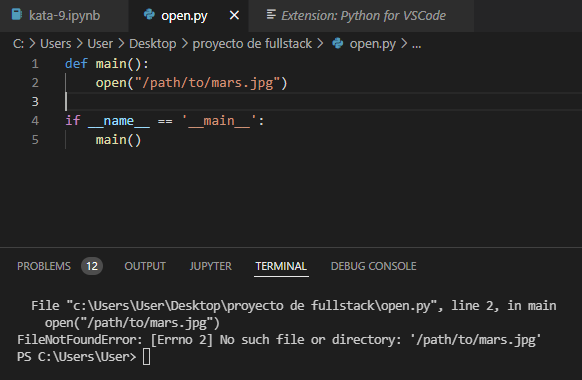 kata-9.ipynb open.py Extension: Python for VSCode
C: > Users > User > Desktop > proyecto de fullstack > open.py > ...
1 def main():
2 open("/path/to/mars.jpg")
3
4 if __name__ == '__main__':
5 main()
PROBLEMS 12 OUTPUT JUPYTER TERMINAL DEBUG CONSOLE
File "c:\Users\User\Desktop\proyecto de fullstack\open.py", line 2, in main
open("/path/to/mars.jpg")
FileNotFoundError: [Errno 2] No such file or directory: '/path/to/mars.jpg'
PS C:\Users\User>